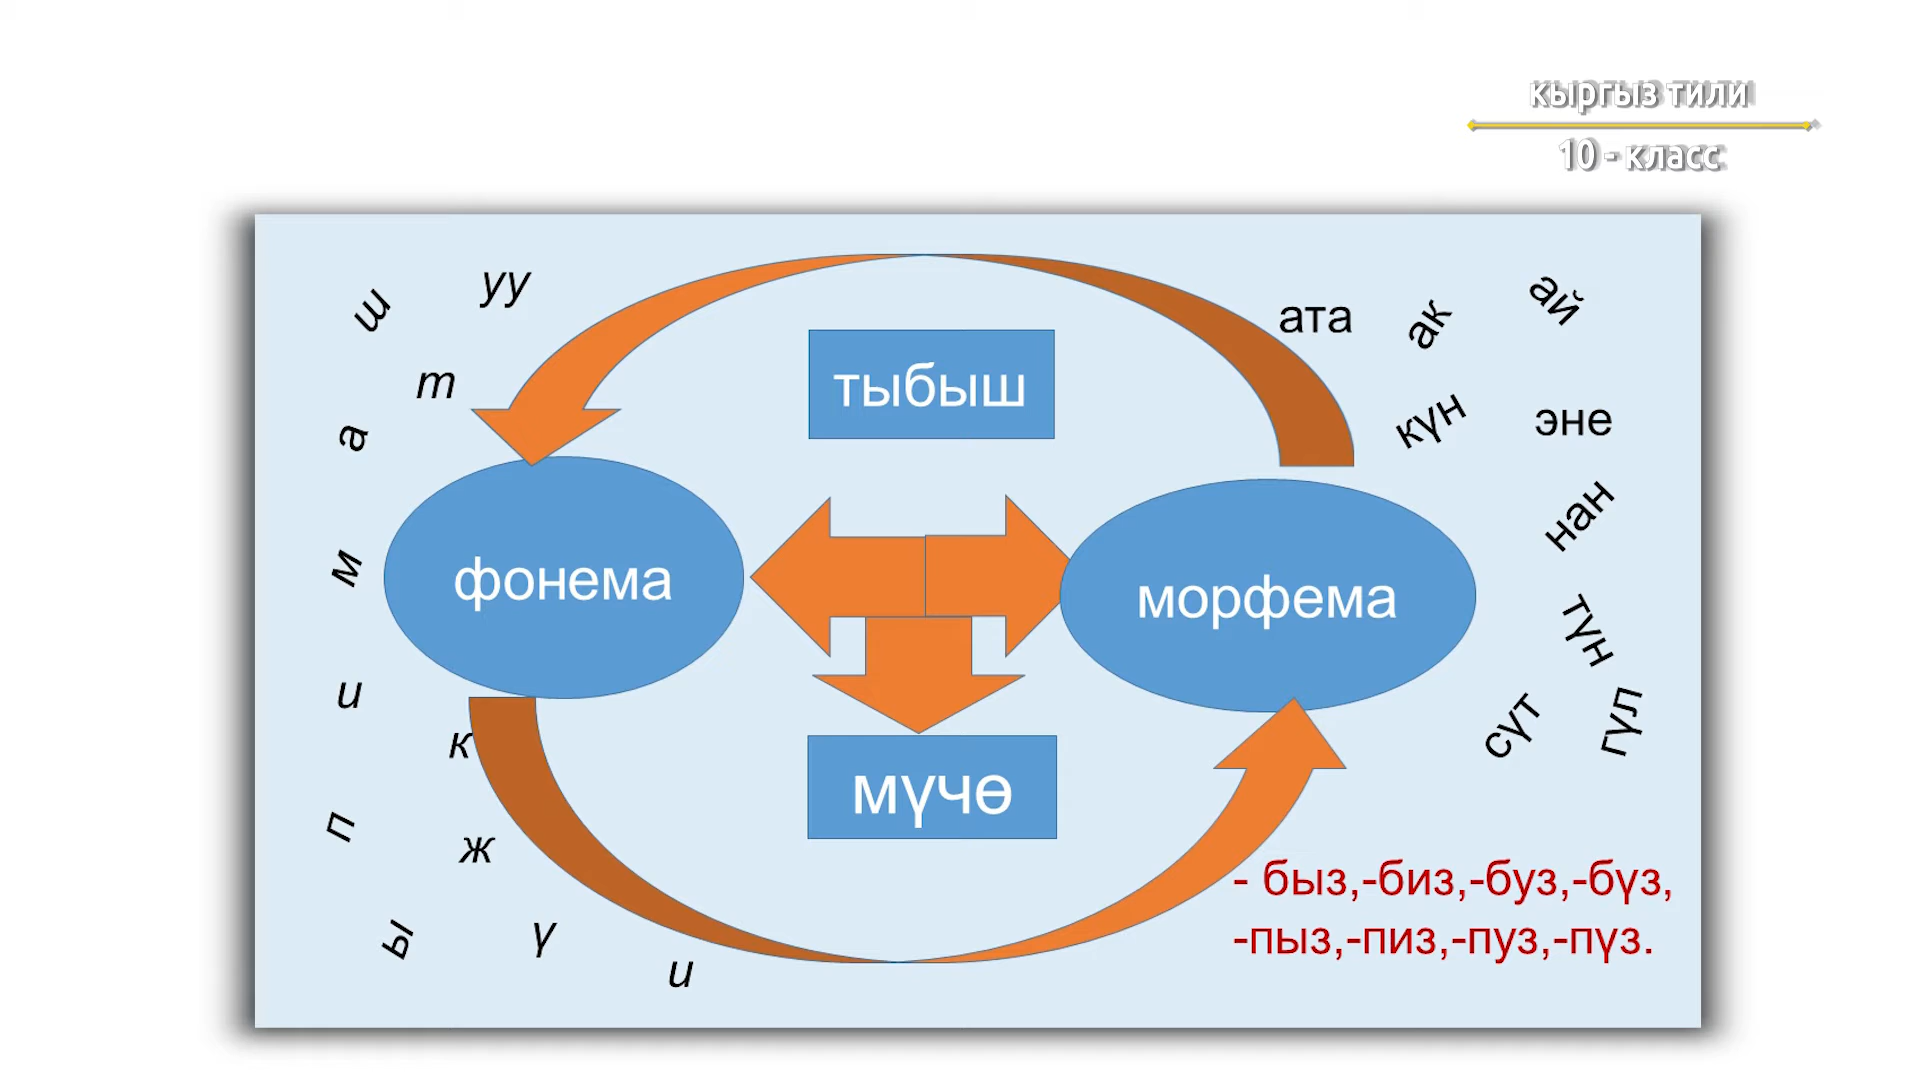 кыргыз тили
10 - класс
уу
ш
т
а
м
и
к
п
ж
ы
ү
и
тыбыш
фонема
морфема
мүчө
ата
ак
ай
күн
эне
нан
түн
сүт
гүл
- быз,-биз,-буз,-бүз,
-пыз,-пиз,-пуз,-пүз.